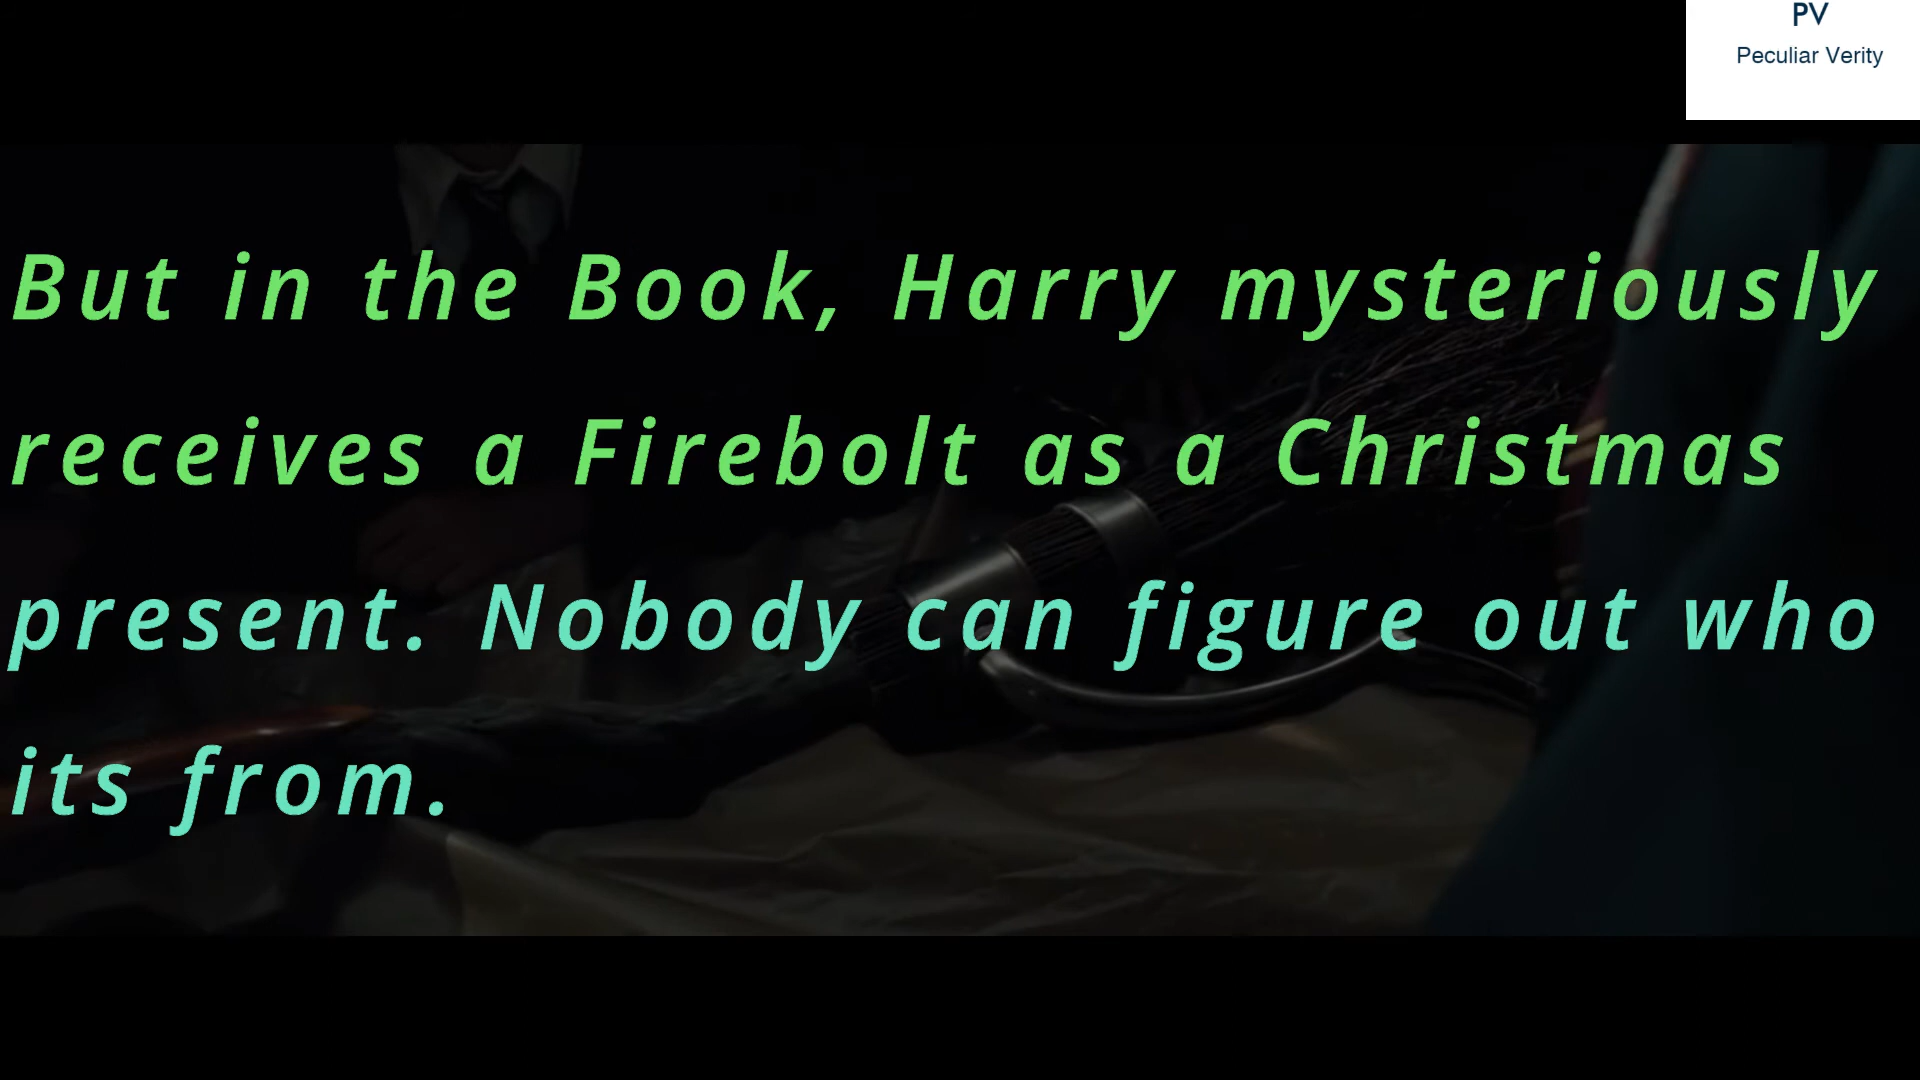 PV
Peculiar Verity
But in the Book, Harry mysteriously
receives a Firebolt as a Christmas
present. Nobody can figure out who
its from.